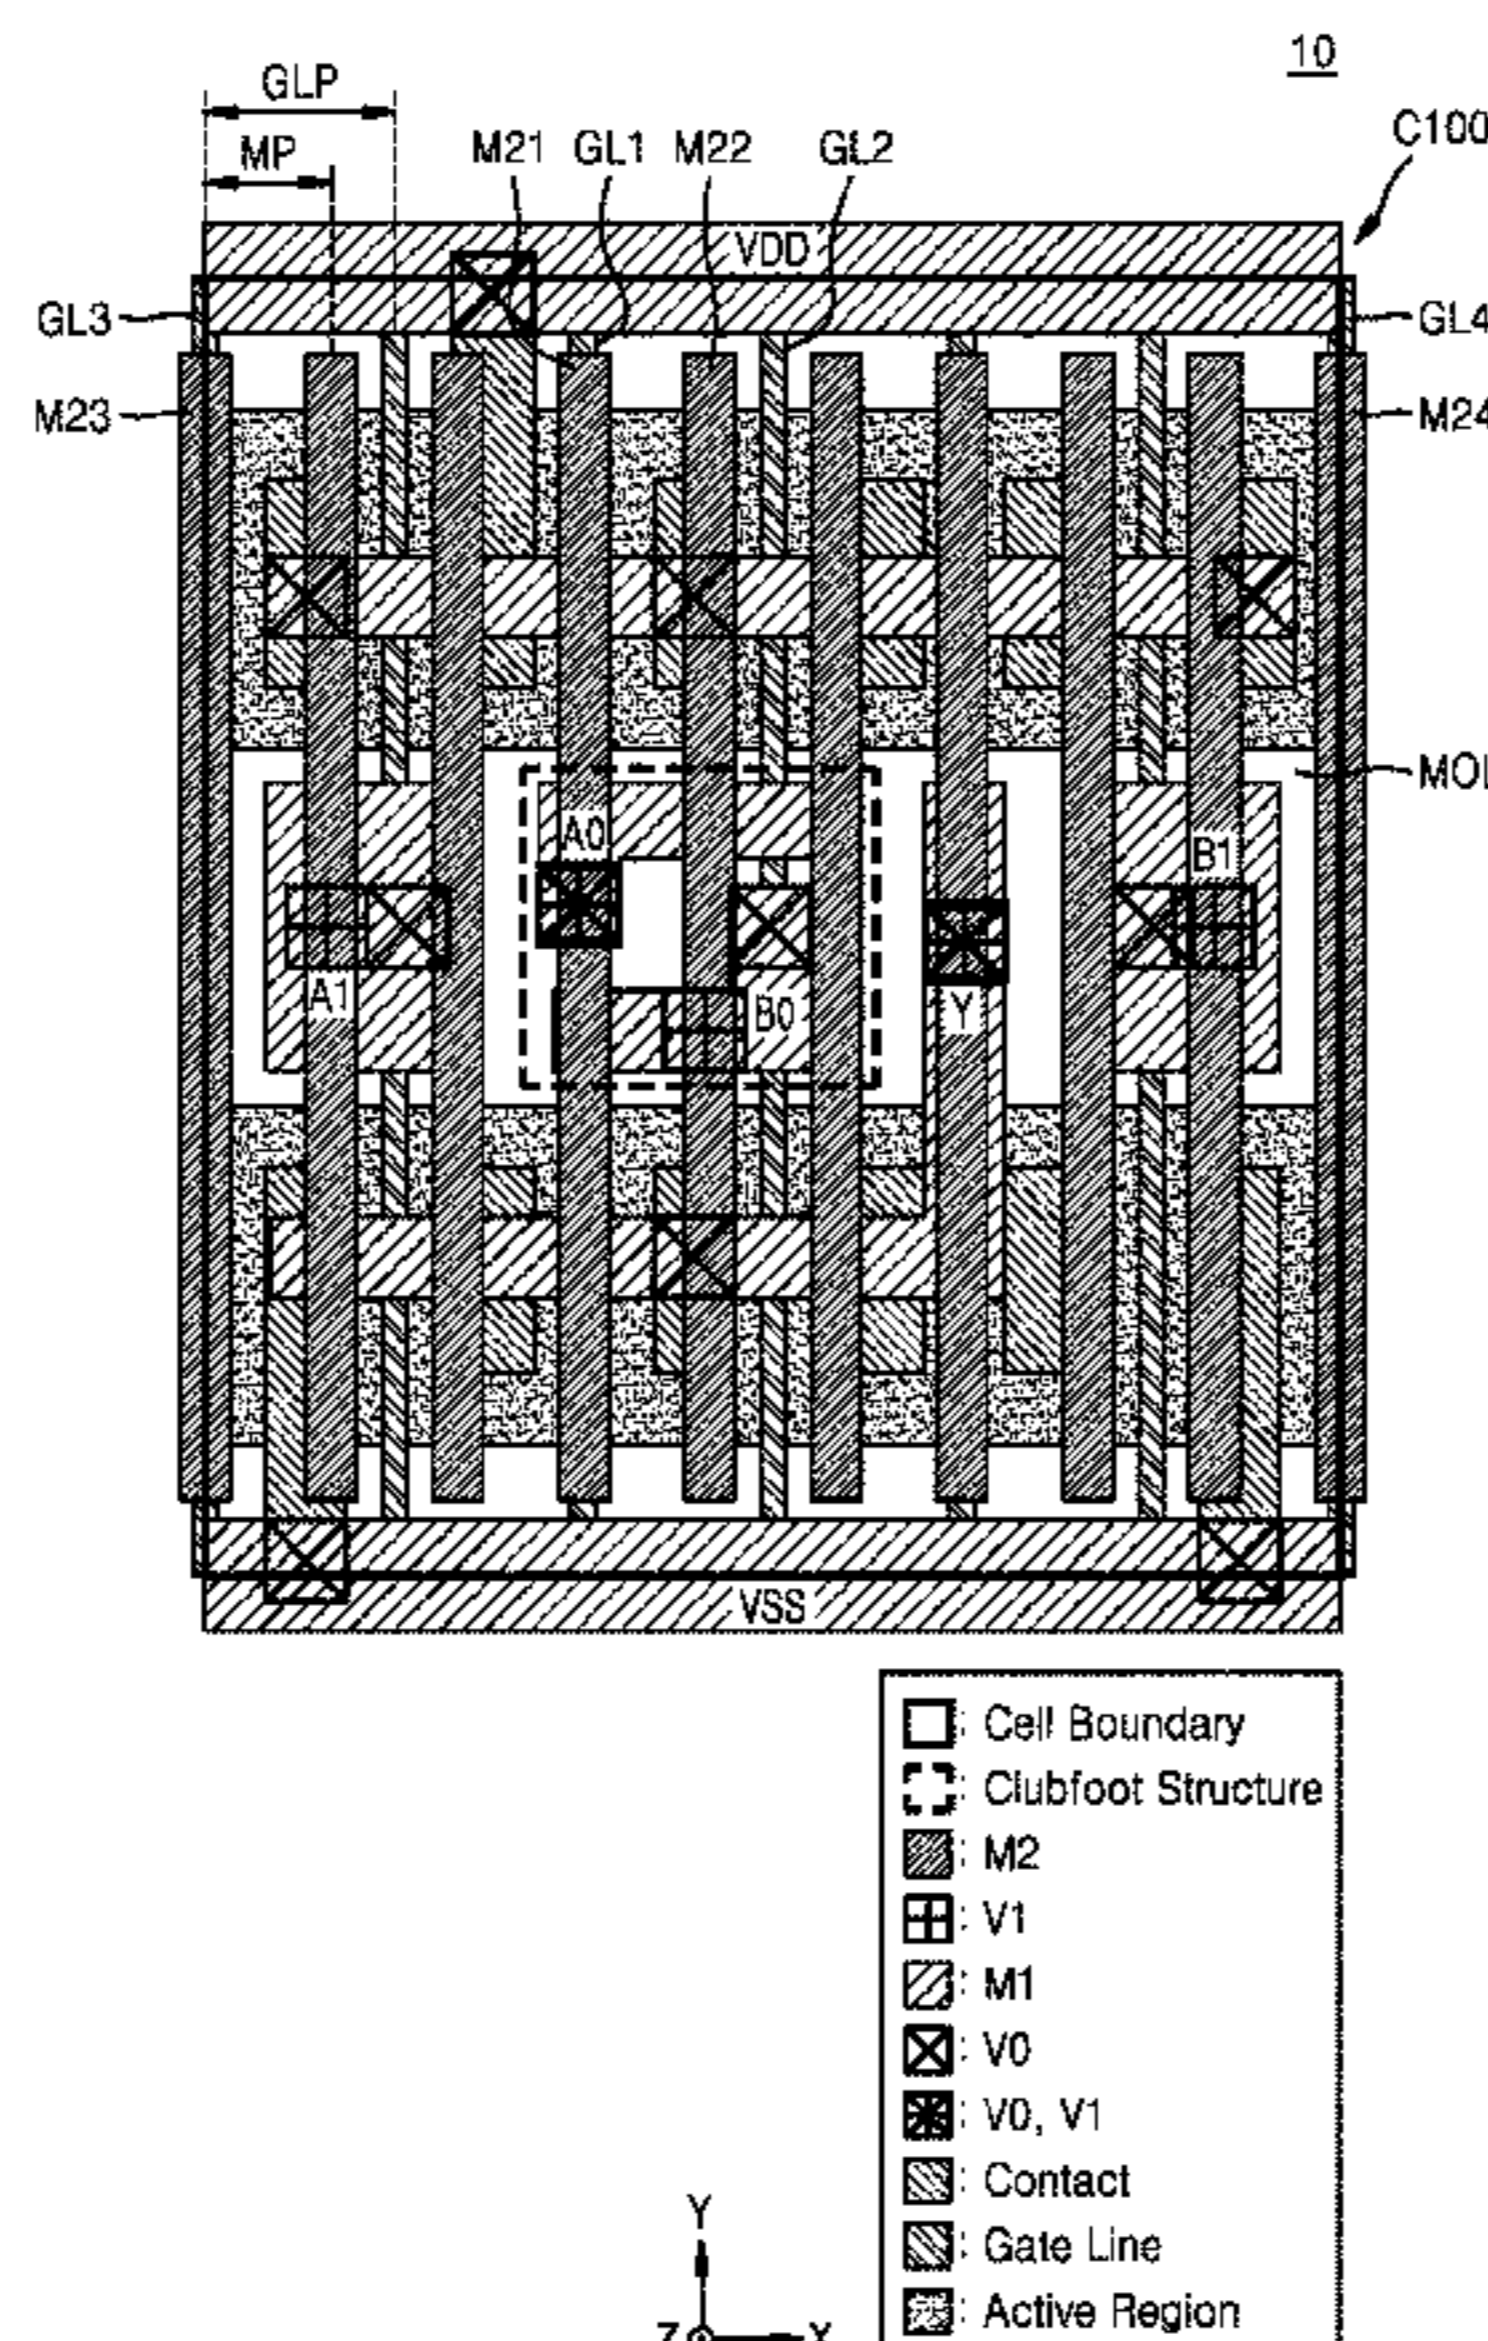 10
GLP
C100
MP
M21 GL1 M22 GL2
VDD
GL3
GL4
M23
M24
MOL
A0
B1
A1
B0
Y
VSS
: Cell Boundary
: Clubfoot Structure
: M2
: V1
: M1
: V0
: V0, V1
: Contact
: Gate Line
: Active Region
Y
Z X